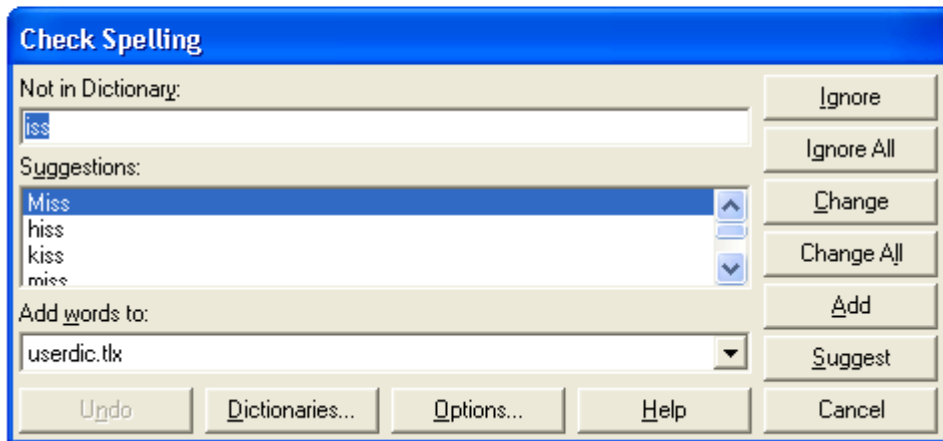 Check Spelling
Not in Dictionary:
iss
Ignore
Ignore All
Suggestions:
Miss
hiss
kiss
miss
Change
Change All
Add words to:
userdic.tlx
Add
Suggest
Undo
Dictionaries...
Options...
Help
Cancel